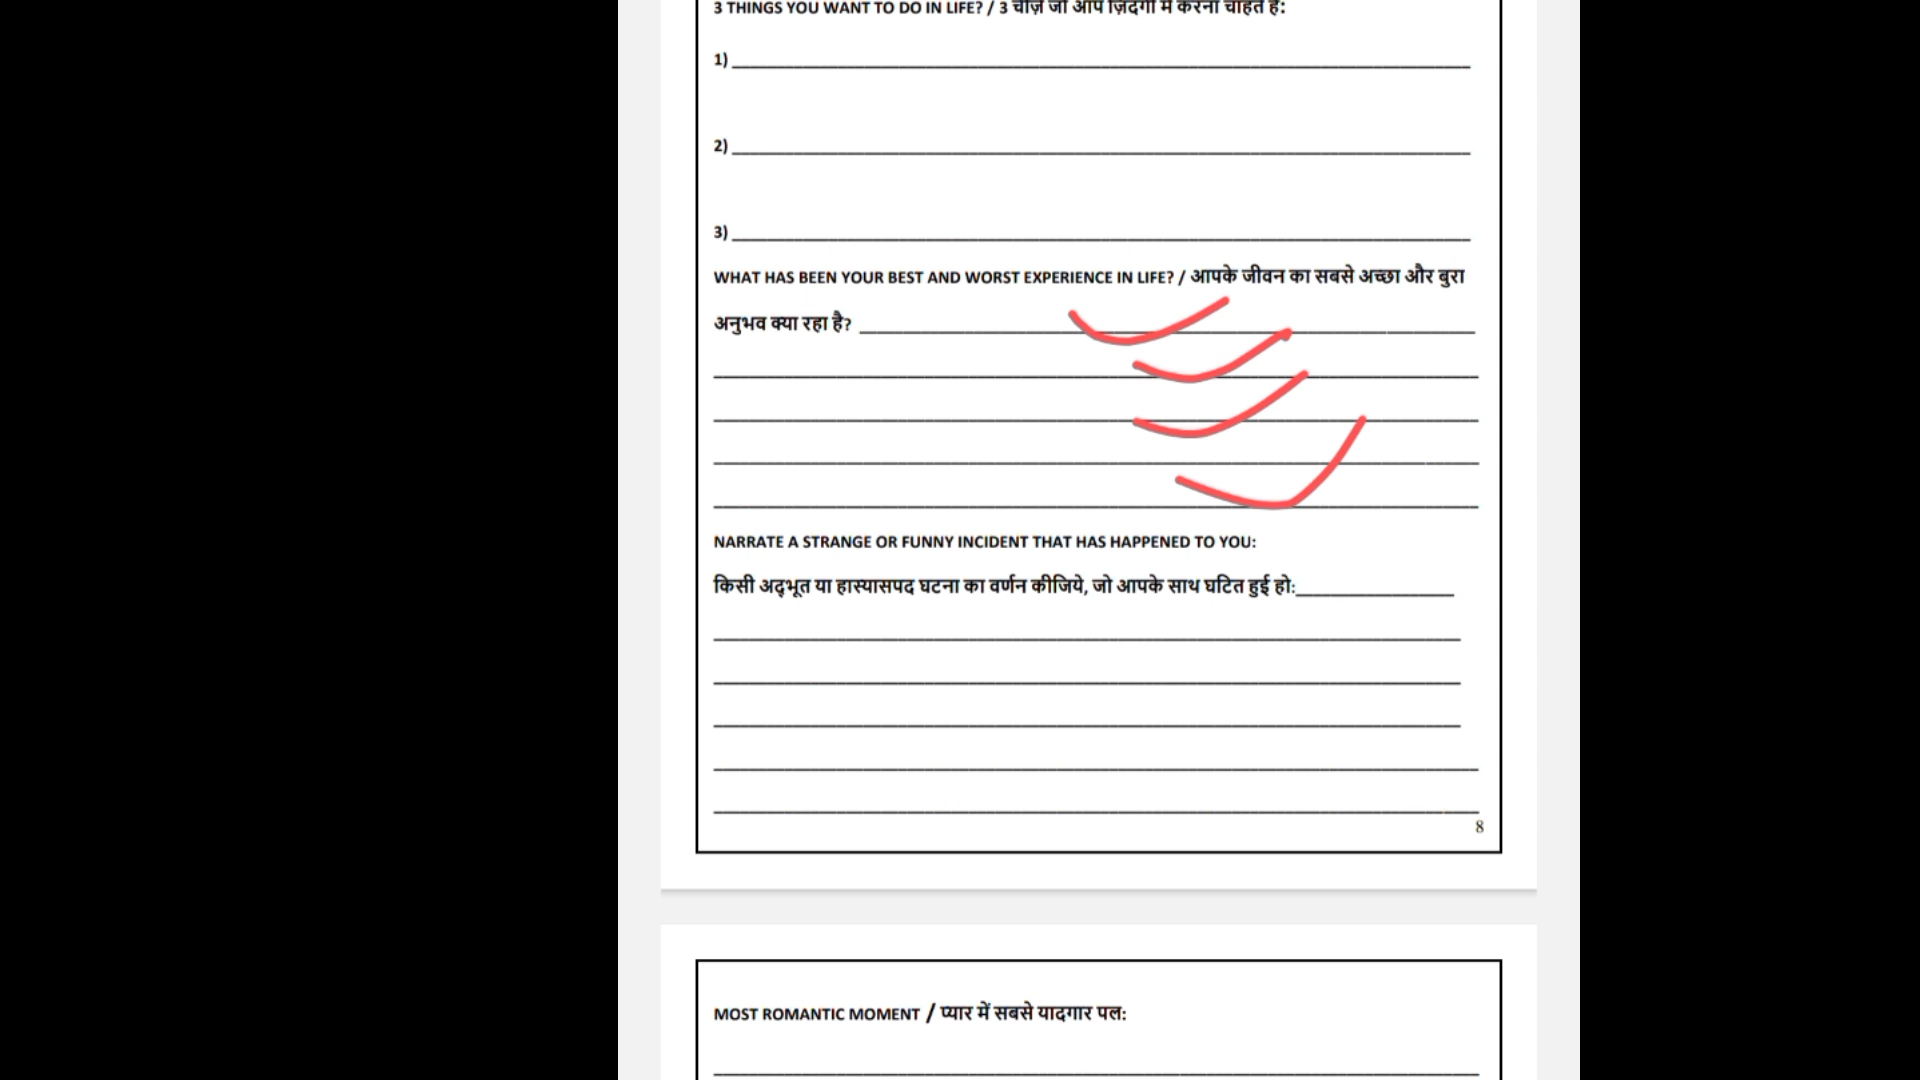 3 THINGS YOU WANT TO DO IN LIFE? / 3 चीज़ें जो आप ज़िंदगी में करना चाहते हैं:
1)
2)
3)
WHAT HAS BEEN YOUR BEST AND WORST EXPERIENCE IN LIFE? / आपके जीवन का सबसे अच्छा और बुरा
अनुभव क्या रहा है?
NARRATE A STRANGE OR FUNNY INCIDENT THAT HAS HAPPENED TO YOU:
किसी अद्भूत या हास्यासपद घटना का वर्णन कीजिये, जो आपके साथ घटित हुई हो:
8
MOST ROMANTIC MOMENT / प्यार में सबसे यादगार पल: